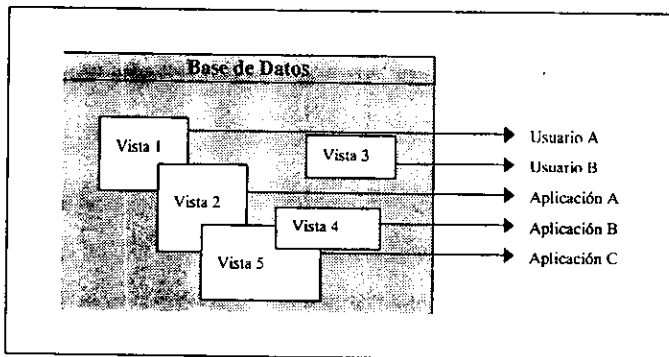 Base de Datos
Vista 1
Vista 3
Vista 2
Vista 4
Vista 5
Usuario A
Usuario B
Aplicación A
Aplicación B
Aplicación C